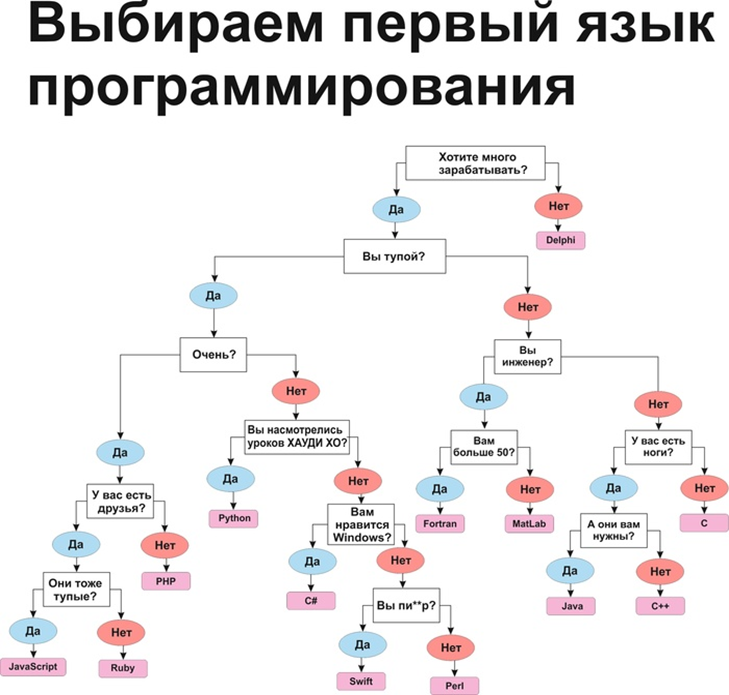 Выбираем первый язык
программирования
Хотите много
зарабатывать?
Да
Нет
Delphi
Вы тупой?
Да
Нет
Очень?
Вы
инженер?
Нет
Да
Нет
Вы насмотрелись
уроков ХАУДИ ХО?
Вам
больше 50?
У вас есть
ноги?
Да
Да
Нет
Да
Нет
Да
Нет
У вас есть
друзья?
Python
Вам
нравится
Windows?
Fortran
MatLab
А они вам
нужны?
C
Да
Нет
Да
Нет
Да
Нет
PHP
Они тоже
тупые?
C#
Вы пи**р?
Java
C++
Да
Нет
Да
Нет
JavaScript
Ruby
Swift
Perl